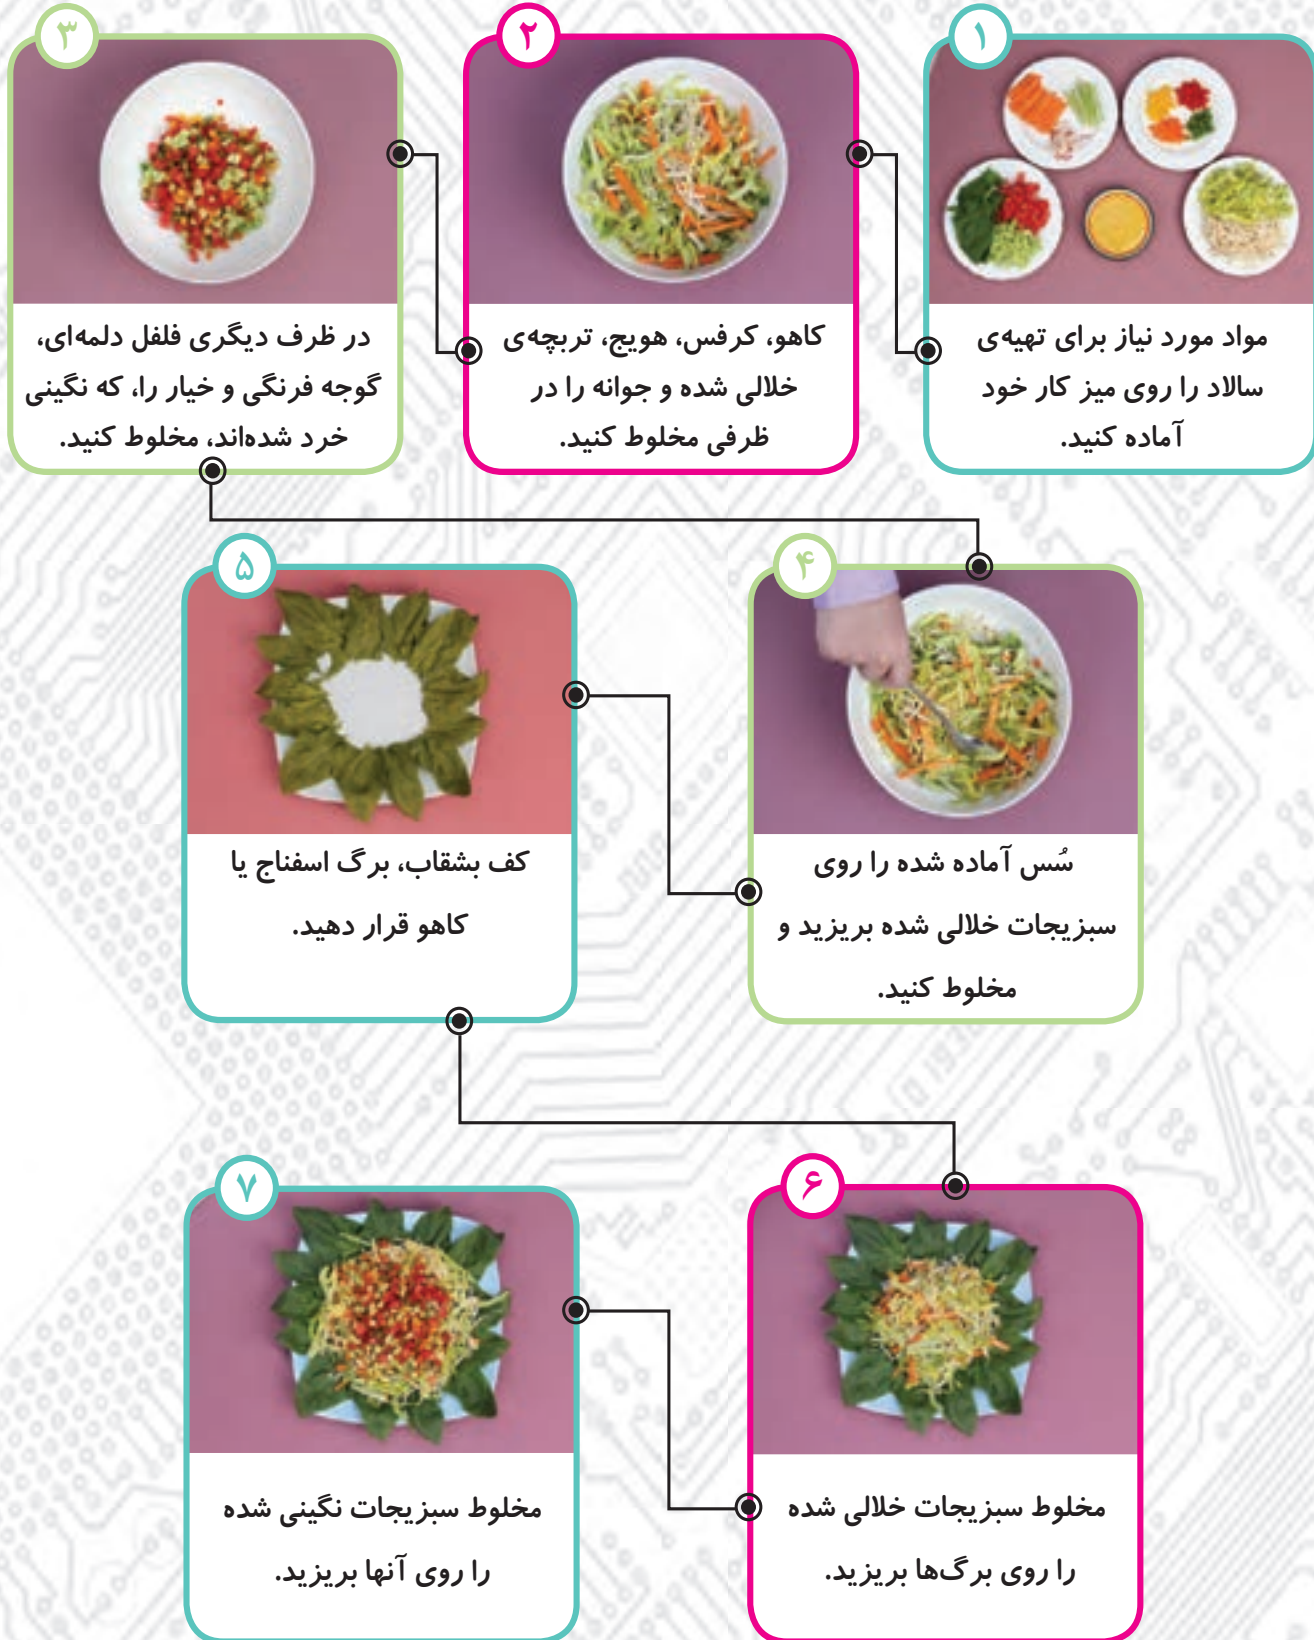 ۱
مواد مورد نیاز برای تهیه‌ی
سالاد را روی میز کار خود
آماده کنید.
۲
کاهو، کرفس، هویج، تربچه‌ی
خلالی شده و جوانه را در
ظرفی مخلوط کنید.
۳
در ظرف دیگری فلفل دلمه‌ای،
گوجه فرنگی و خیار را، که نگینی
خرد شده‌اند، مخلوط کنید.
۴
سُس آماده شده را روی
سبزیجات خلالی شده بریزید و
مخلوط کنید.
۵
کف بشقاب، برگ اسفناج یا
کاهو قرار دهید.
۶
مخلوط سبزیجات خلالی شده
را روی برگ‌ها بریزید.
۷
مخلوط سبزیجات نگینی شده
را روی آنها بریزید.